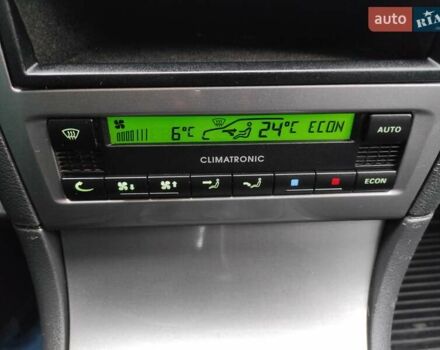 auto RIA
6°C 24°C ECON
AUTO
CLIMATRONIC
ECON